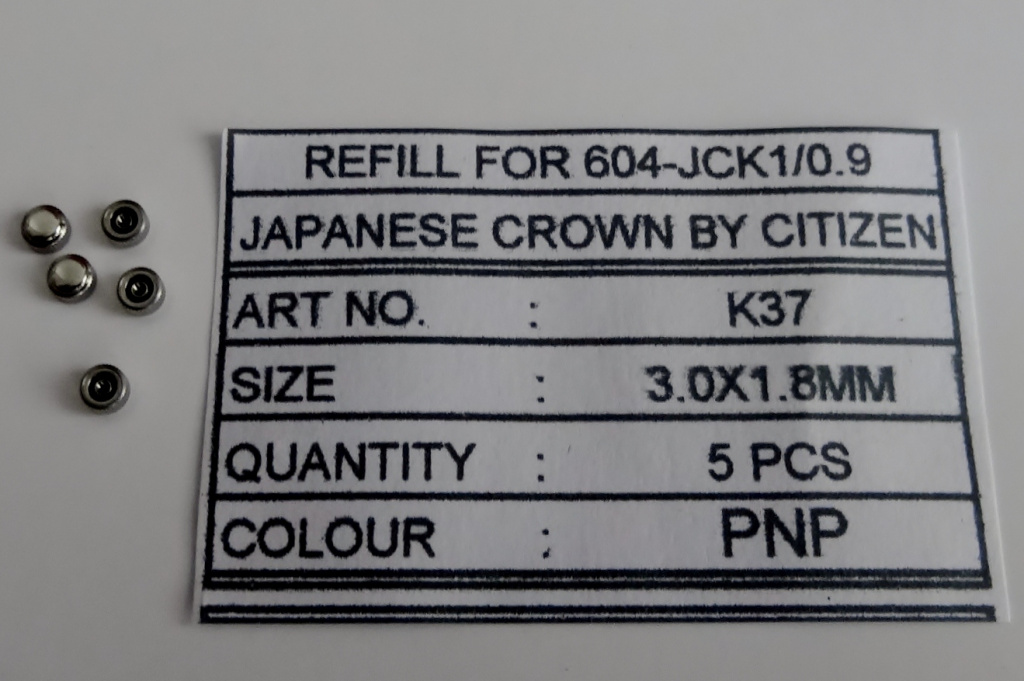 REFILL FOR 604-JCK1/0.9
JAPANESE CROWN BY CITIZEN
ART NO. : K37
SIZE : 3.0X1.8MM
QUANTITY : 5 PCS
COLOUR : PNP